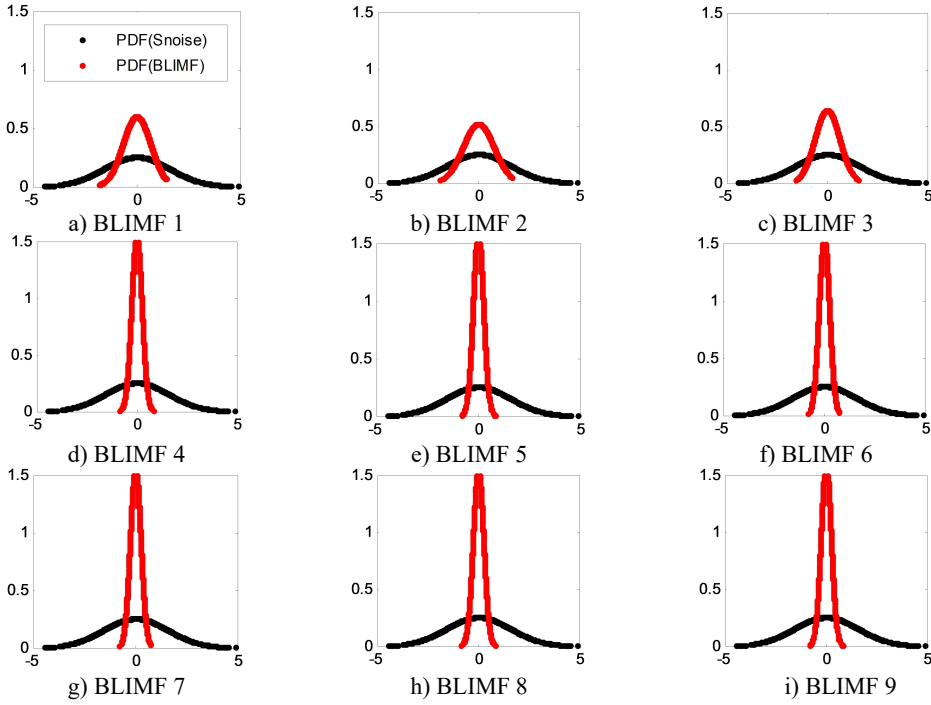 1.5
PDF(Snoise)
PDF(BLIMF)
1
0.5
0
-5 0 5
a) BLIMF 1
1.5
1
0.5
0
-5 0 5
b) BLIMF 2
1.5
1
0.5
0
-5 0 5
c) BLIMF 3
1.5
1
0.5
0
-5 0 5
d) BLIMF 4
1.5
1
0.5
0
-5 0 5
e) BLIMF 5
1.5
1
0.5
0
-5 0 5
f) BLIMF 6
1.5
1
0.5
0
-5 0 5
g) BLIMF 7
1.5
1
0.5
0
-5 0 5
h) BLIMF 8
1.5
1
0.5
0
-5 0 5
i) BLIMF 9